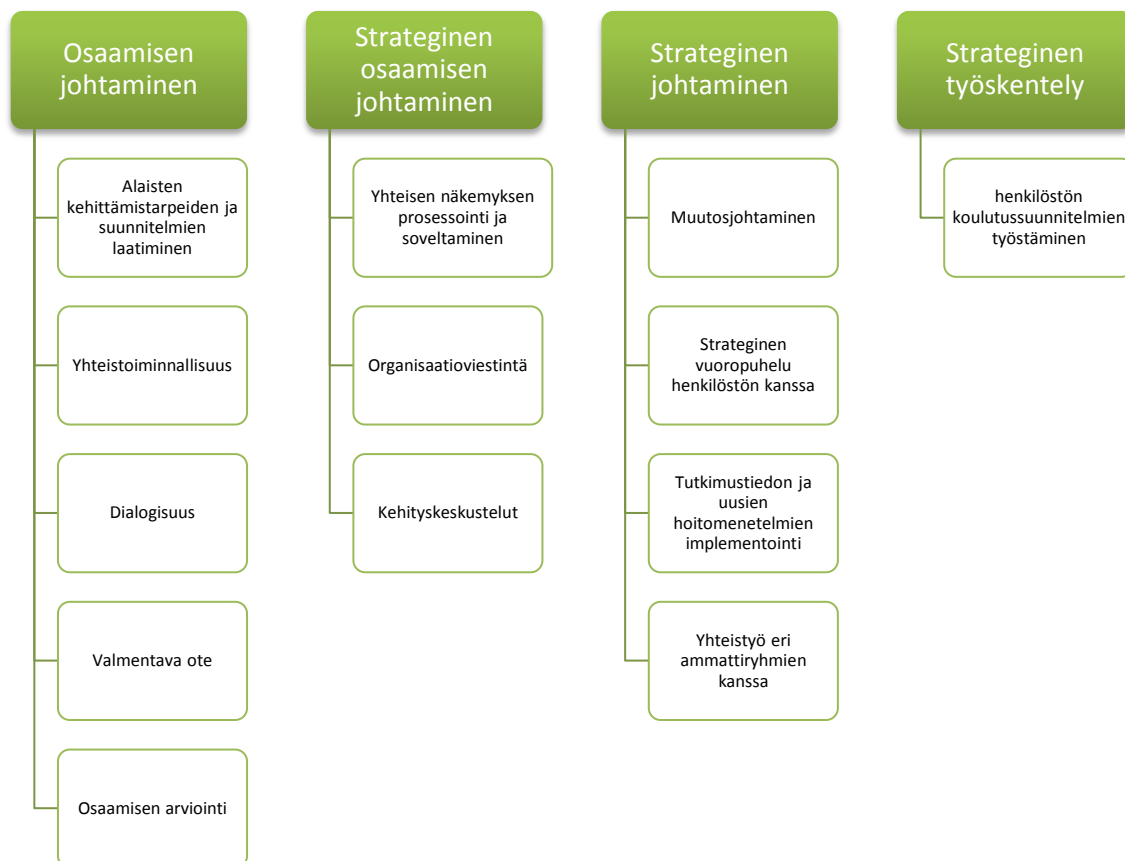 Osaamisen
johtaminen
Alaisten
kehittämistarpeiden ja
suunnitelmien
laatiminen
Yhteistoiminnallisuus
Dialogisuus
Valmentava ote
Osaamisen arviointi
Strateginen
osaamisen
johtaminen
Yhteisen näkemyksen
prosessointi ja
soveltaminen
Organisaatioviestintä
Kehityskeskustelut
Strateginen
johtaminen
Muutosjohtaminen
Strateginen
vuoropuhelu
henkilöstön kanssa
Tutkimustiedon ja
uusien
hoitomenetelmien
implementointi
Yhteistyö eri
ammattiryhmien
kanssa
Strateginen
työskentely
henkilöstön
koulutussuunnitelmien
työstäminen